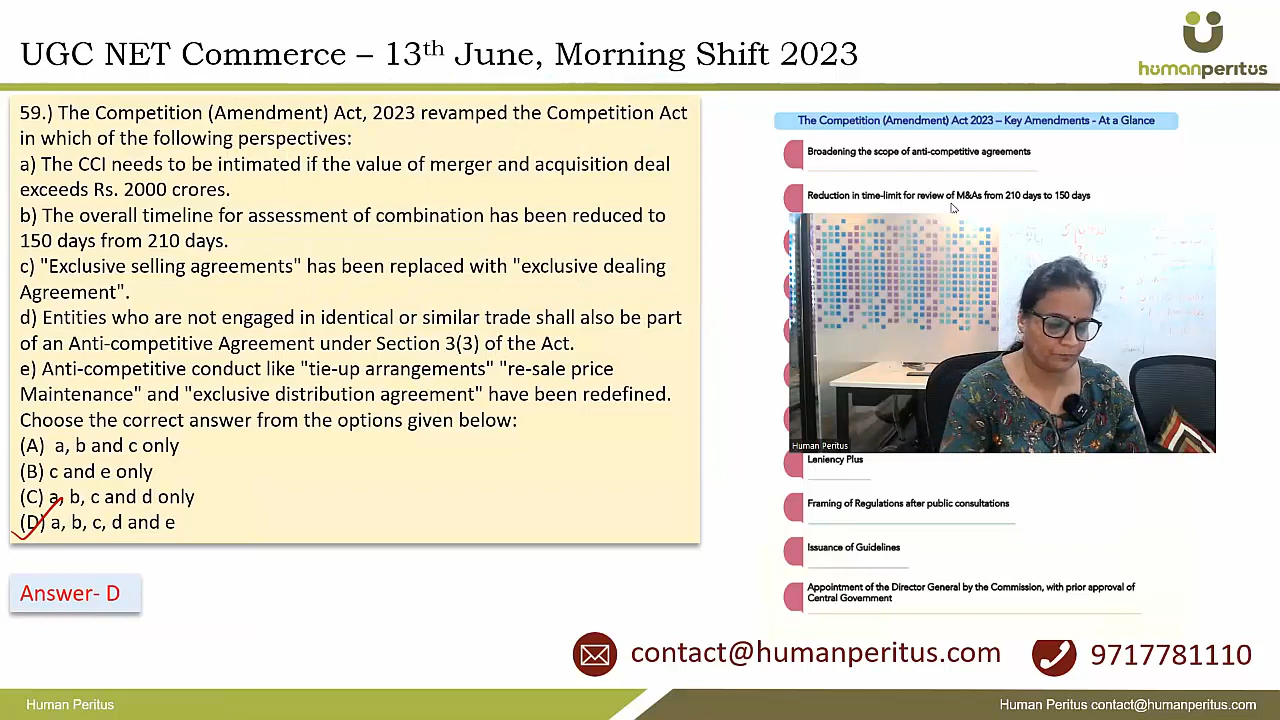 UGC NET Commerce – 13th June, Morning Shift 2023
humanperitus
59.) The Competition (Amendment) Act, 2023 revamped the Competition Act
in which of the following perspectives:
a) The CCI needs to be intimated if the value of merger and acquisition deal
exceeds Rs. 2000 crores.
b) The overall timeline for assessment of combination has been reduced to
150 days from 210 days.
c) "Exclusive selling agreements" has been replaced with "exclusive dealing
Agreement".
d) Entities who are not engaged in identical or similar trade shall also be part
of an Anti-competitive Agreement under Section 3(3) of the Act.
e) Anti-competitive conduct like "tie-up arrangements" "re-sale price
Maintenance" and "exclusive distribution agreement" have been redefined.
Choose the correct answer from the options given below:
(A) a, b and c only
(B) c and e only
(C) a, b, c and d only
(D) a, b, c, d and e
Answer- D
The Competition (Amendment) Act 2023 – Key Amendments - At a Glance
Broadening the scope of anti-competitive agreements
Reduction in time-limit for review of M&As from 210 days to 150 days
Human Peritus
Leniency Plus
Framing of Regulations after public consultations
Issuance of Guidelines
Appointment of the Director General by the Commission, with prior approval of
Central Government
contact@humanperitus.com
9717781110
Human Peritus
Human Peritus contact@humanperitus.com